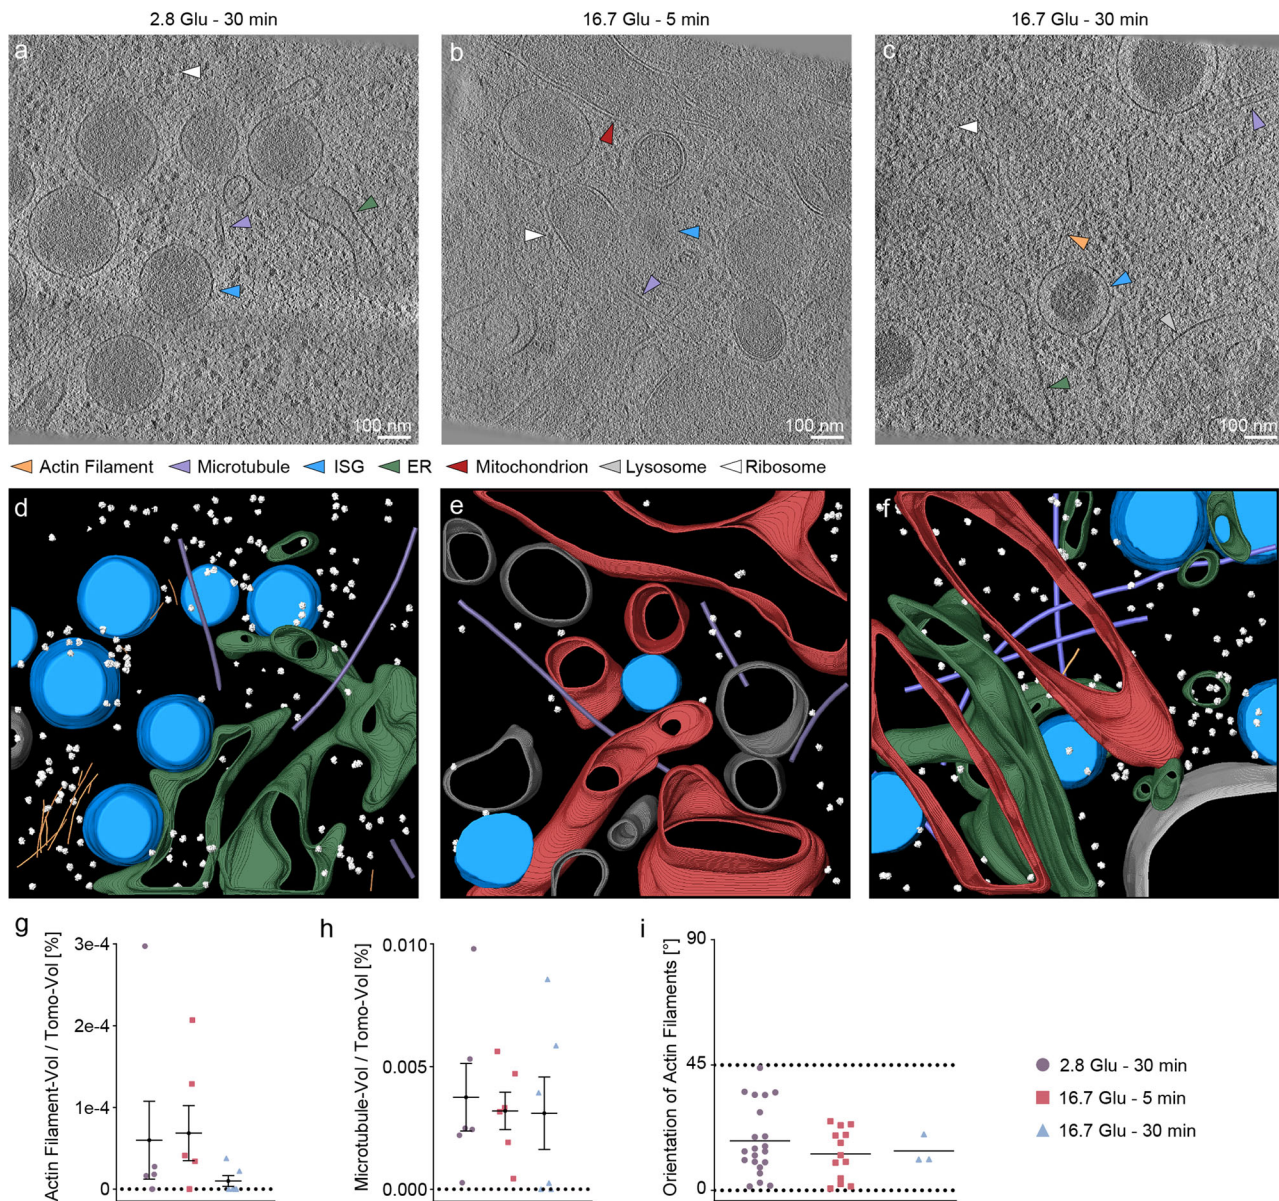 2.8 Glu - 30 min
16.7 Glu - 5 min
16.7 Glu - 30 min
a
b
c
100 nm
100 nm
100 nm
Actin Filament
Microtubule
ISG
ER
Mitochondrion
Lysosome
Ribosome
d
e
f
g
Actin Filament-Vol / Tomo-Vol [%]
3e-4
2e-4
1e-4
0
h
Microtubule-Vol / Tomo-Vol [%]
0.010
0.005
0.000
i
Orientation of Actin Filaments [°]
90
45
0
2.8 Glu - 30 min
16.7 Glu - 5 min
16.7 Glu - 30 min